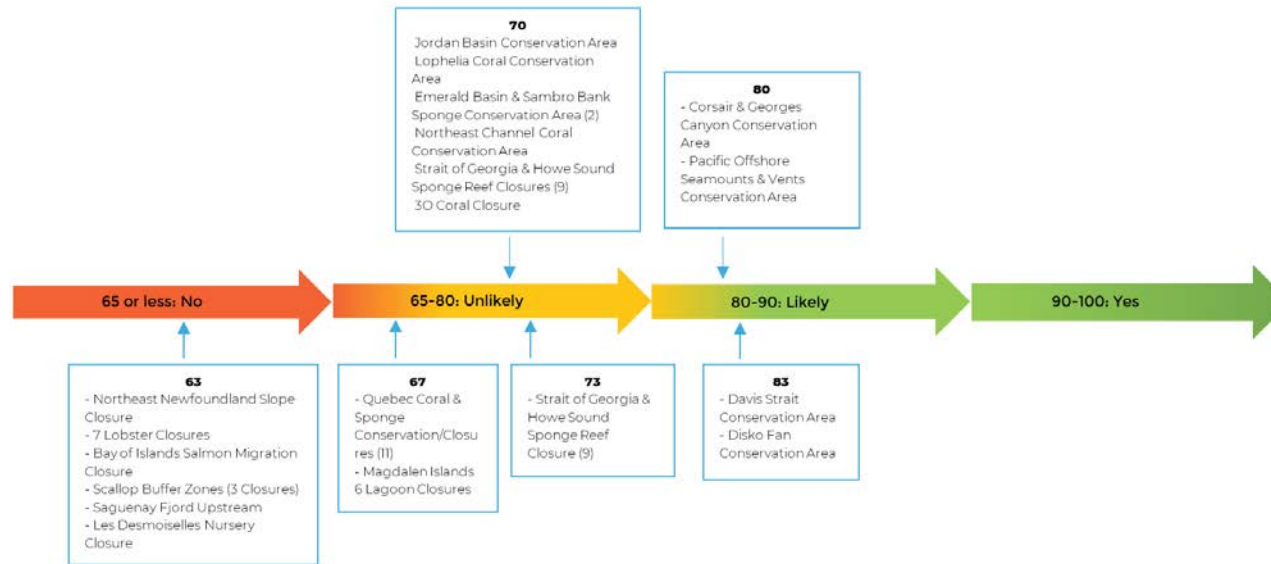 70
Jordan Basin Conservation Area
Lophelia Coral Conservation
Area
Emerald Basin & Sambro Bank
Sponge Conservation Area (2)
Northeast Channel Coral
Conservation Area
Strait of Georgia & Howe Sound
Sponge Reef Closures (9)
3O Coral Closure
80
- Corsair & Georges
Canyon Conservation
Area
- Pacific Offshore
Seamounts & Vents
Conservation Area
65 or less: No
65-80: Unlikely
80-90: Likely
90-100: Yes
63
- Northeast Newfoundland Slope
Closure
- 7 Lobster Closures
- Bay of Islands Salmon Migration
Closure
- Scallop Buffer Zones (3 Closures)
- Saguenay Fjord Upstream
- Les Desmoiselles Nursery
Closure
67
- Quebec Coral &
Sponge
Conservation/Closu
res (11)
- Magdalen Islands
6 Lagoon Closures
73
- Strait of Georgia &
Howe Sound
Sponge Reef
Closure (9)
83
- Davis Strait
Conservation Area
- Disko Fan
Conservation Area